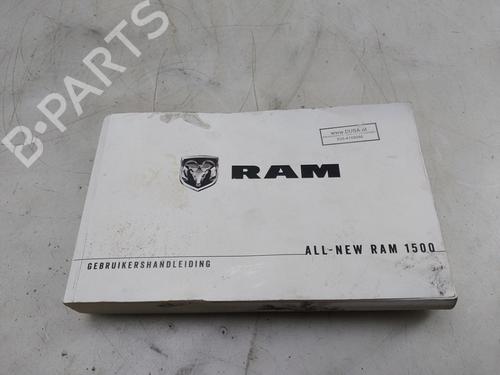 B-PARTS
www.DUSA.nl
RAM
ALL-NEW RAM 1500
GEBRUIKERSHANDLEIDING